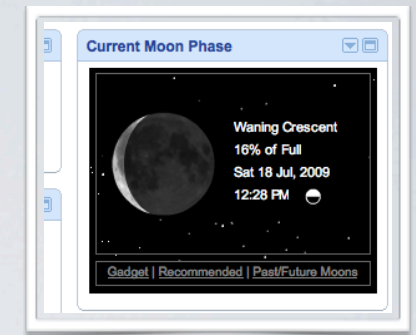 Current Moon Phase
Waning Crescent
16% of Full
Sat 18 Jul, 2009
12:28 PM
Gadget | Recommended | Past/Future Moons